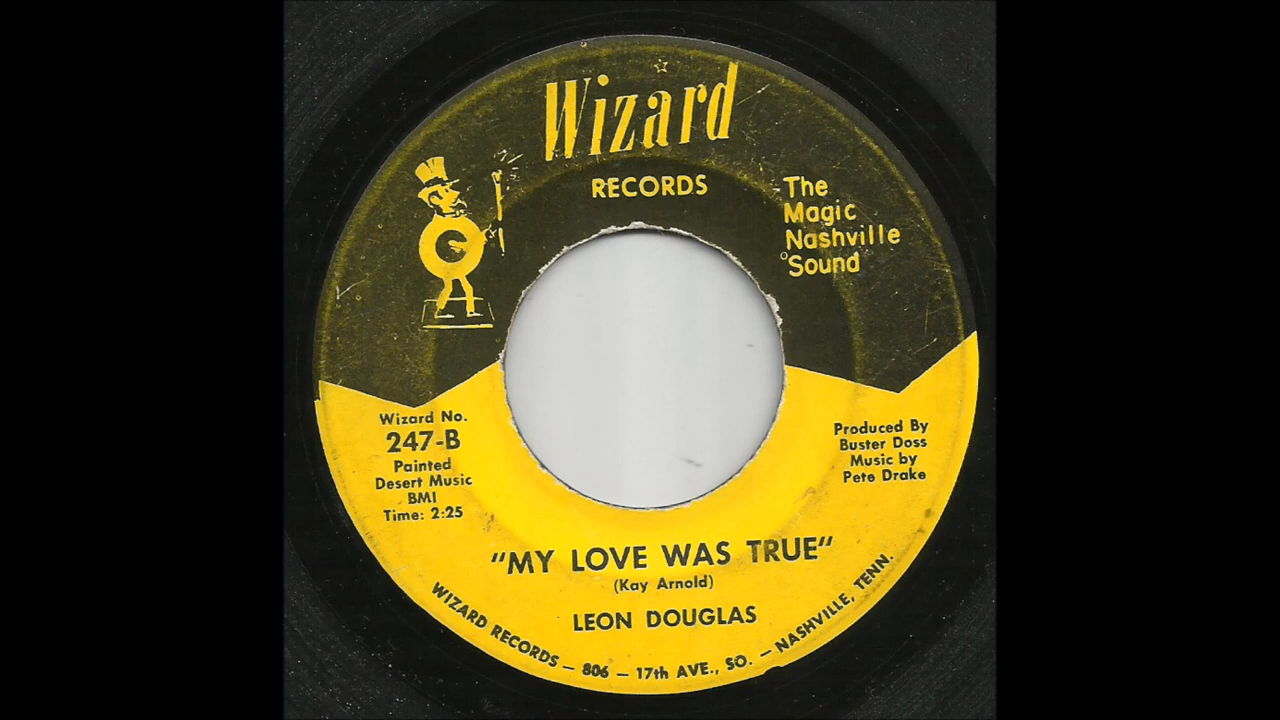 Wizard
RECORDS
The
Magic
Nashville
Sound
Wizard No.
247-B
Painted
Desert Music
BMI
Time: 2:25
Produced By
Buster Doss
Music by
Pete Drake
"MY LOVE WAS TRUE"
(Kay Arnold)
LEON DOUGLAS
WIZARD RECORDS — 806 — 17th AVE., SO. — NASHVILLE, TENN.